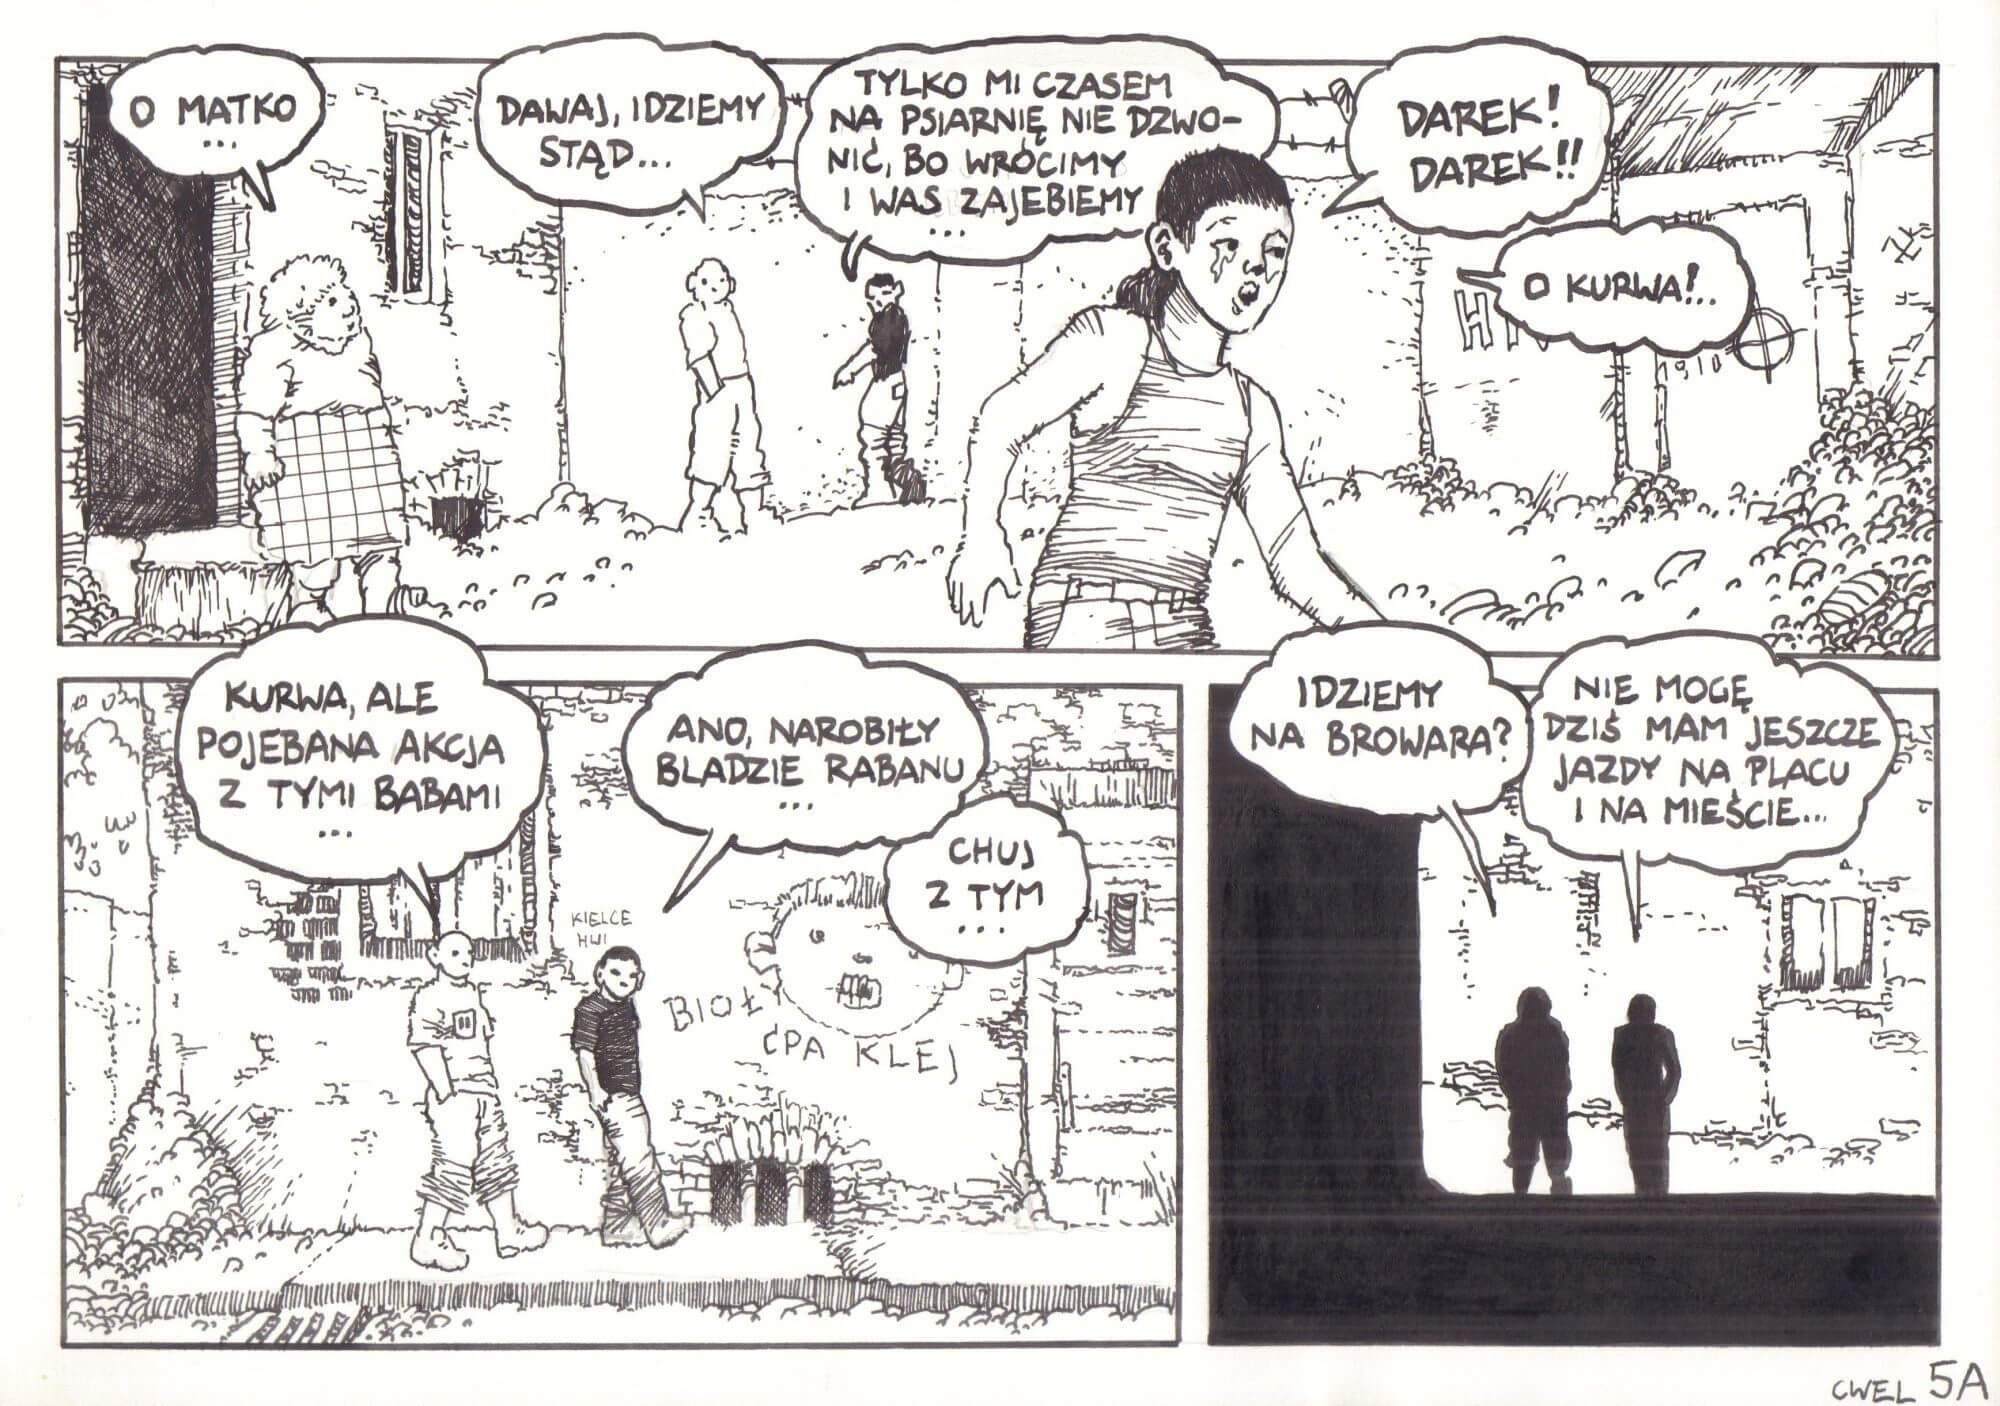 O MATKO
...
DAWAJ, IDZIEMY
STĄD...
TYLKO MI CZASEM
NA PSIARNIĘ NIE DZWO-
NIĆ, BO WRÓCIMY
I WAS ZAJEBIEMY
...
DAREK!
DAREK!!
O KURWA!..
1910
KURWA, ALE
POJEBANA AKCJA
Z TYMI BABAMI
...
ANO, NAROBIŁY
BLADZIE RABANU
...
CHUJ
Z TYM
...
KIELCE
HWI
BIOŁY
ĆPA KLEJ
IDZIEMY
NA BROWARA?
NIE MOGĘ
DZIŚ MAM JESZCZE
JAZDY NA PLACU
I NA MIEŚCIE...
CWEL 5A